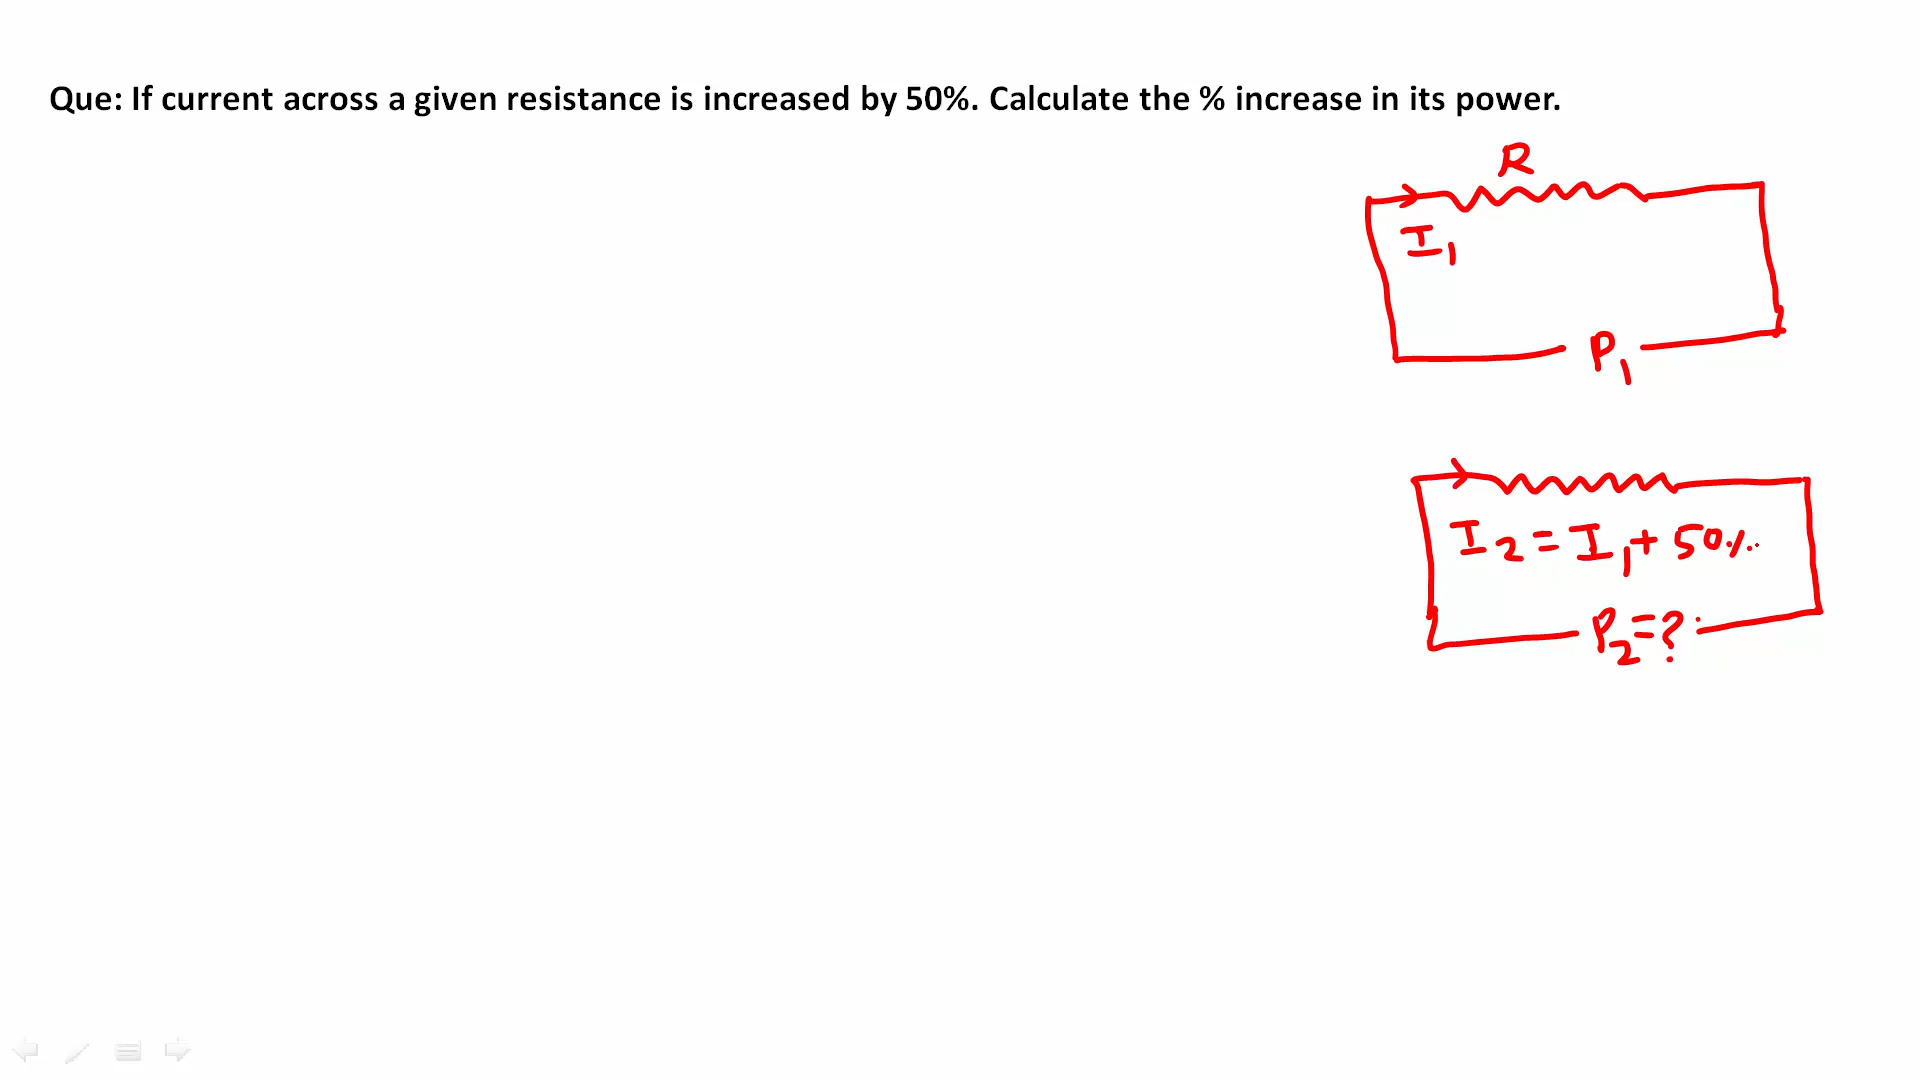 Que: If current across a given resistance is increased by 50%. Calculate the % increase in its power.
R
I₁
P₁
I₂ = I₁ + 50%
P₂ = ?